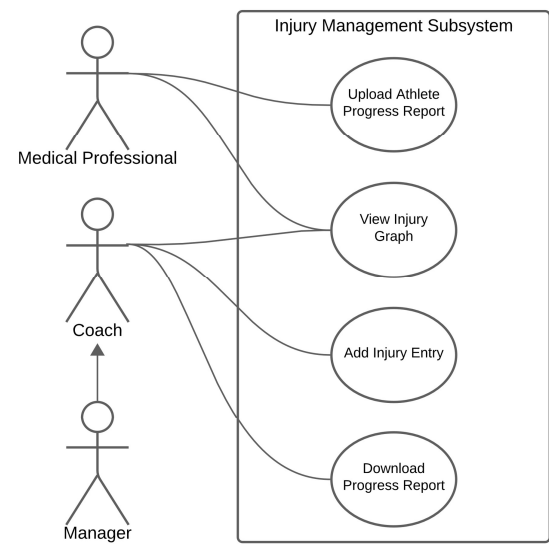 Injury Management Subsystem
Upload Athlete
Progress Report
Medical Professional
View Injury
Graph
Coach
Add Injury Entry
Download
Progress Report
Manager